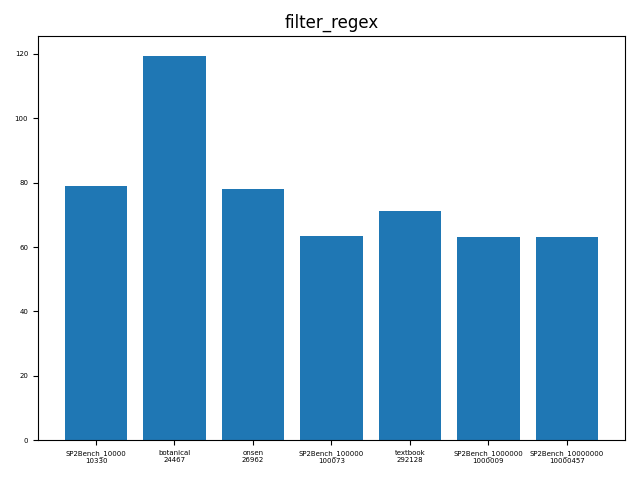 filter_regex
120
100
80
60
40
20
0
SP2Bench_10000 botanical onsen SP2Bench_100000 textbook SP2Bench_1000000 SP2Bench_10000000
10330 24467 26962 100073 292128 1000009 10000457